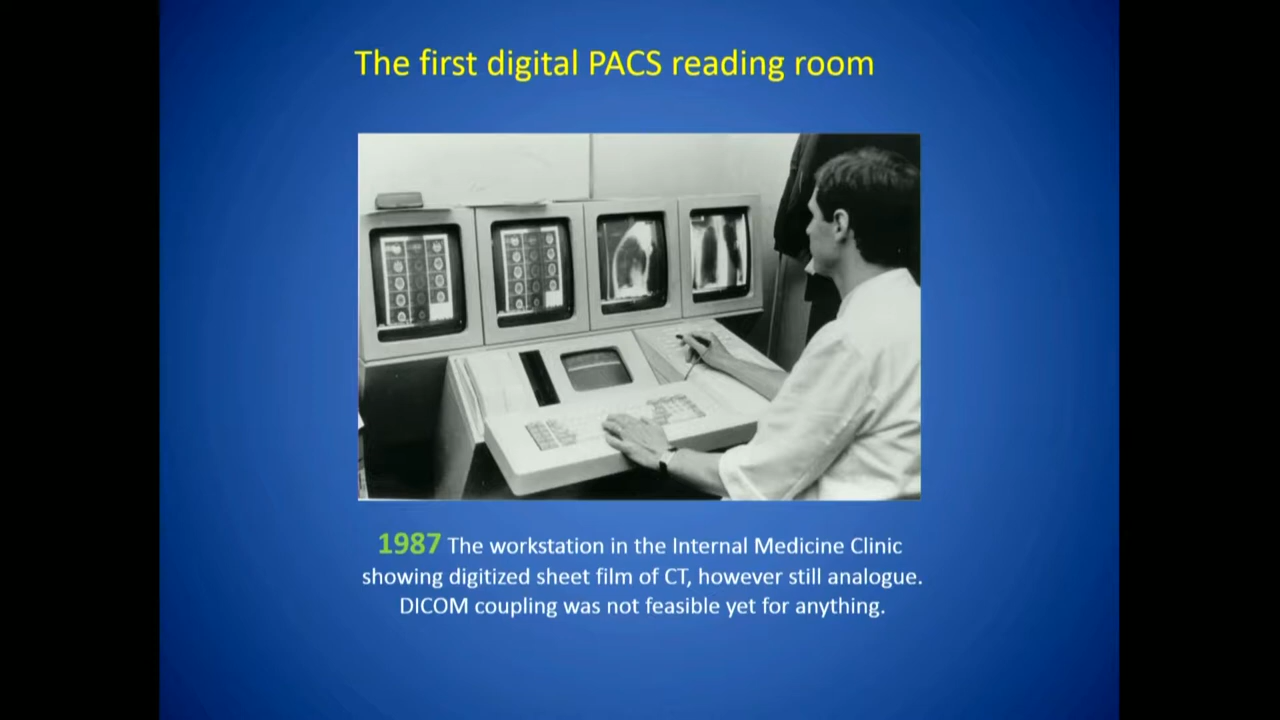 The first digital PACS reading room
1987 The workstation in the Internal Medicine Clinic
showing digitized sheet film of CT, however still analogue.
DICOM coupling was not feasible yet for anything.